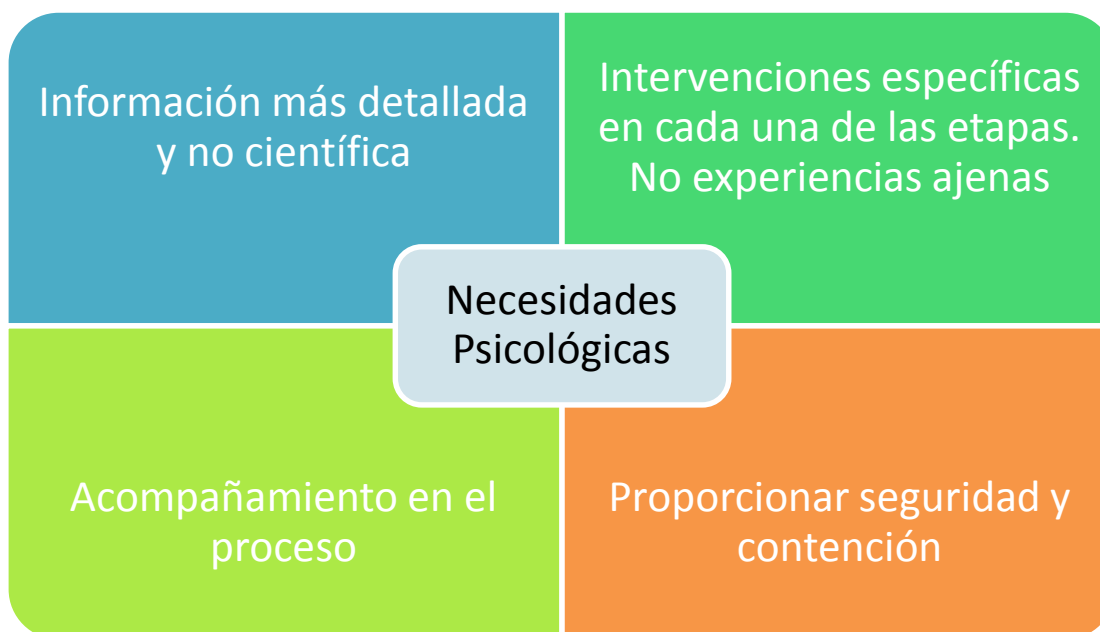 Información más detallada
y no científica
Intervenciones específicas
en cada una de las etapas.
No experiencias ajenas
Necesidades
Psicológicas
Acompañamiento en el
proceso
Proporcionar seguridad y
contención